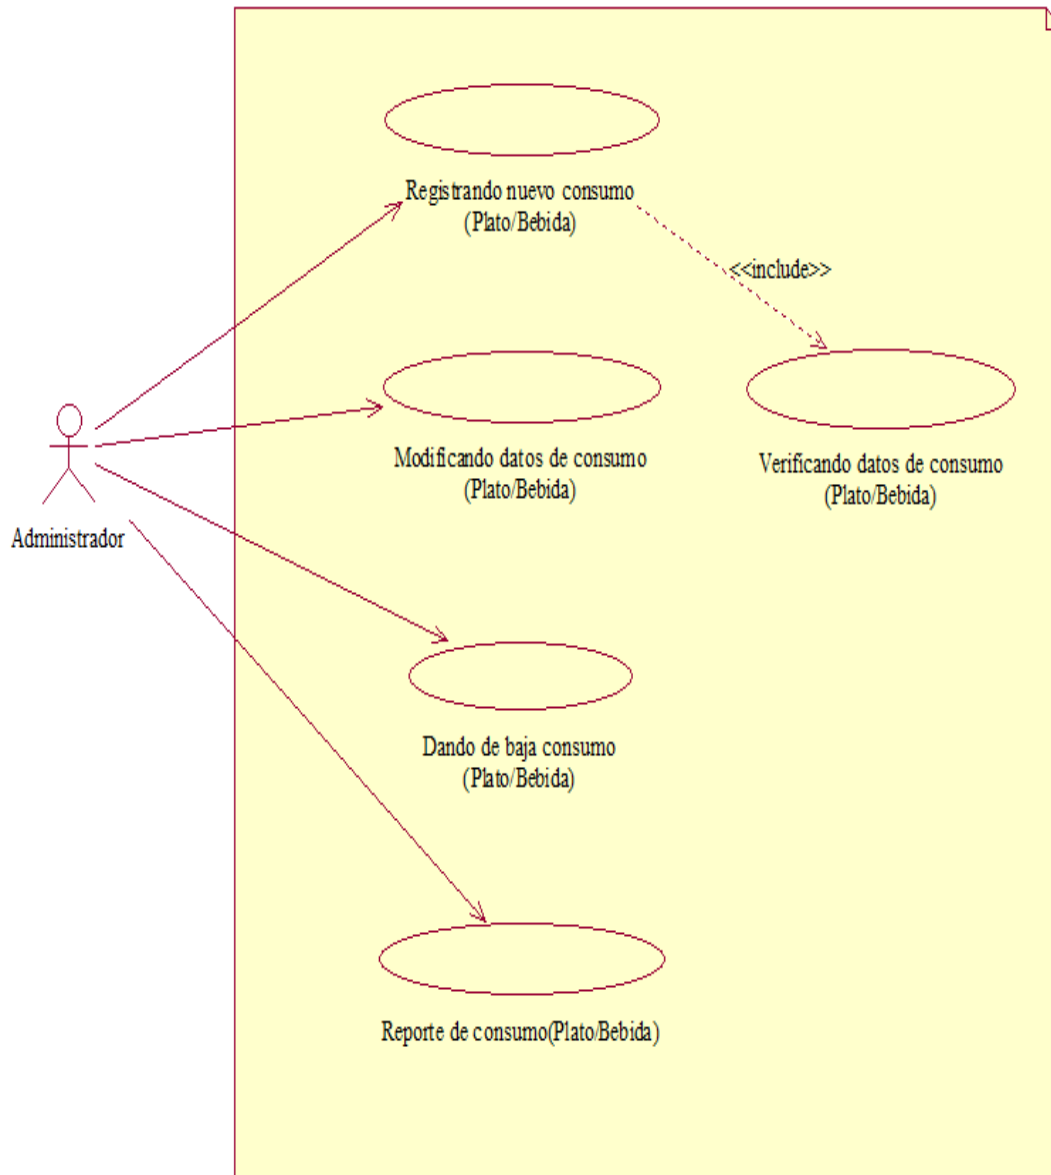 Registrando nuevo consumo
(Plato/Bebida)
<<include>>
Modificando datos de consumo
(Plato/Bebida)
Verificando datos de consumo
(Plato/Bebida)
Administrador
Dando de baja consumo
(Plato/Bebida)
Reporte de consumo(Plato/Bebida)